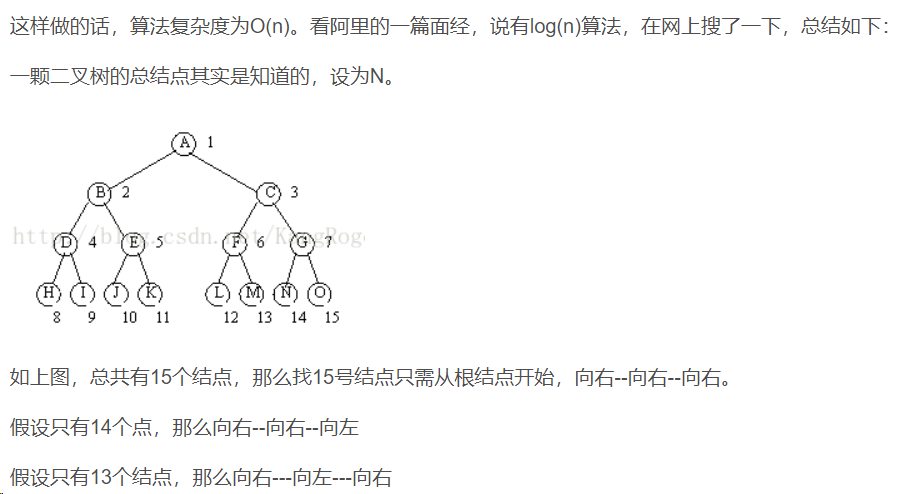 这样做的话，算法复杂度为O(n)。看阿里的一篇面经，说有log(n)算法，在网上搜了一下，总结如下：
一颗二叉树的总结点其实是知道的，设为N。
A 1
B 2 C 3
D 4 E 5 F 6 G 7
http://blog.csdn.net/KangRoge
H I J K L M N O
8 9 10 11 12 13 14 15
如上图，总共有15个结点，那么找15号结点只需从根结点开始，向右--向右--向右。
假设只有14个点，那么向右--向右--向左
假设只有13个结点，那么向右---向左---向右